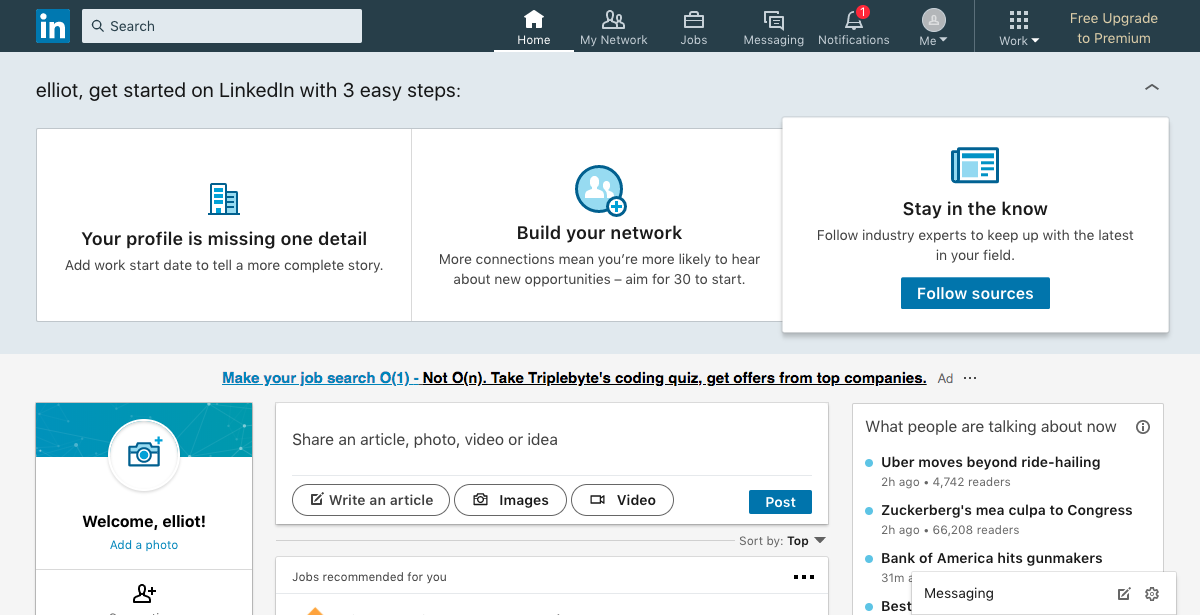 in
Search
Home
My Network
Jobs
Messaging
1
Notifications
Me
Work
Free Upgrade
to Premium
elliot, get started on LinkedIn with 3 easy steps:
Your profile is missing one detail
Add work start date to tell a more complete story.
Build your network
More connections mean you’re more likely to hear
about new opportunities – aim for 30 to start.
Stay in the know
Follow industry experts to keep up with the latest
in your field.
Follow sources
Make your job search O(1) - Not O(n). Take Triplebyte's coding quiz, get offers from top companies. Ad ···
Welcome, elliot!
Add a photo
Share an article, photo, video or idea
Write an article
Images
Video
Post
Sort by: Top
Jobs recommended for you
What people are talking about now
Uber moves beyond ride-hailing
2h ago • 4,742 readers
Zuckerberg's mea culpa to Congress
2h ago • 66,208 readers
Bank of America hits gunmakers
31m
Best
Messaging